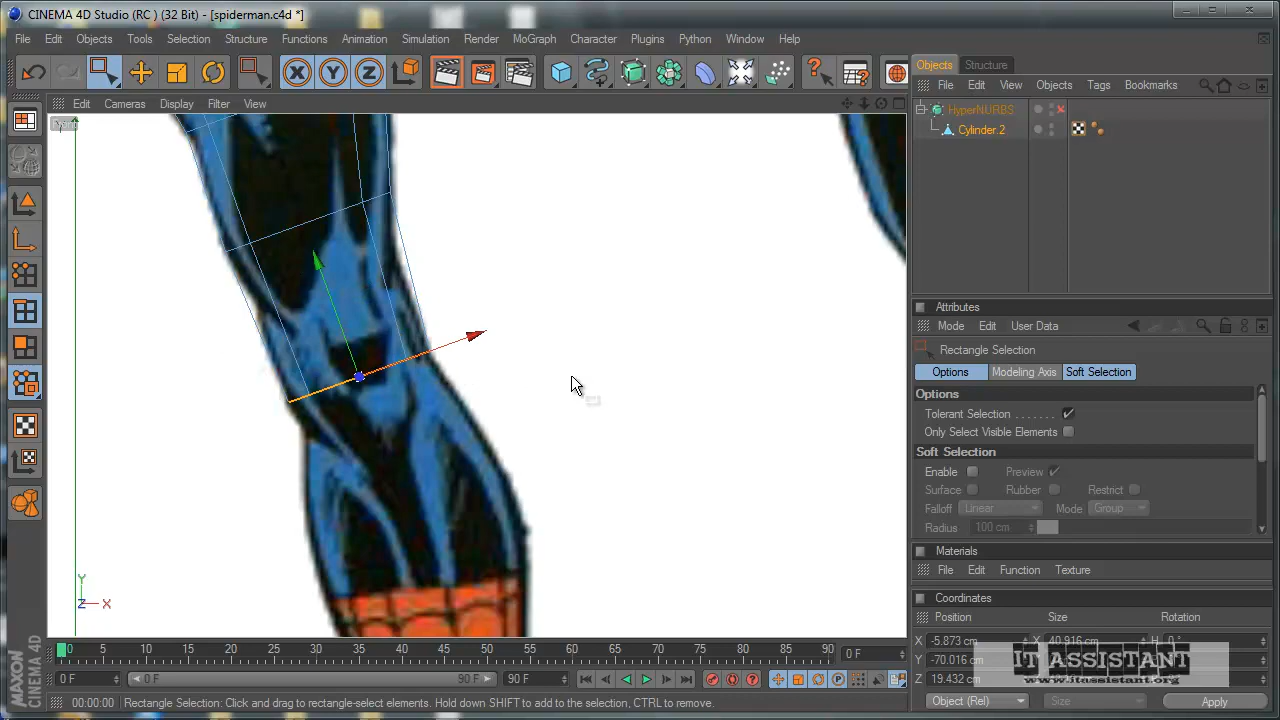 CINEMA 4D Studio (RC ) (32 Bit) - [spiderman.c4d *]
File Edit Objects Tools Selection Structure Functions Animation Simulation Render MoGraph Character Plugins Python Window Help
X Y Z
Edit Cameras Display Filter View
Front
Y
Z X
Objects Structure
File Edit View Objects Tags Bookmarks
HyperNURBS
Cylinder.2
Attributes
Mode Edit User Data
Rectangle Selection
Options Modeling Axis Soft Selection
Options
Tolerant Selection
Only Select Visible Elements
Soft Selection
Enable Preview
Surface Rubber Restrict
Falloff Linear Mode Group
Radius 100 cm
Materials
File Edit Function Texture
Coordinates
Position Size Rotation
X -5.873 cm X 40.916 cm H 0 °
Y -70.016 cm
Z 19.432 cm
Object (Rel) Size Apply
IT ASSISTANT
www.itassistant.org
0 5 10 15 20 25 30 35 40 45 50 55 60 65 70 75 80 85 90 0 F
0 F 0 F 90 F 90 F
MAXON CINEMA 4D
00:00:00 Rectangle Selection: Click and drag to rectangle-select elements. Hold down SHIFT to add to the selection, CTRL to remove.